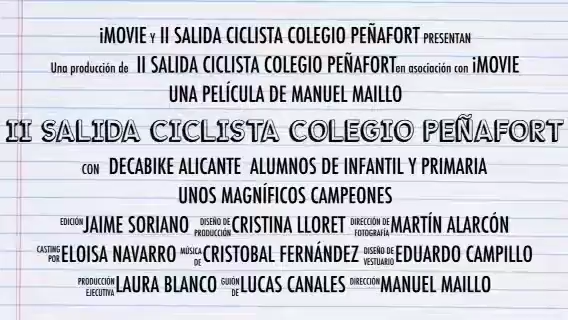 iMOVIE Y II SALIDA CICLISTA COLEGIO PEÑAFORT PRESENTAN
Una producción de II SALIDA CICLISTA COLEGIO PEÑAFORT en asociación con iMOVIE
UNA PELÍCULA DE MANUEL MAILLO
II SALIDA CICLISTA COLEGIO PEÑAFORT
CON DECABIKE ALICANTE ALUMNOS DE INFANTIL Y PRIMARIA
UNOS MAGNÍFICOS CAMPEONES
EDICIÓN JAIME SORIANO DISEÑO DE PRODUCCIÓN CRISTINA LLORET DIRECCIÓN DE FOTOGRAFÍA MARTÍN ALARCÓN
CASTING POR ELOISA NAVARRO MÚSICA DE CRISTOBAL FERNÁNDEZ DISEÑO DE VESTUARIO EDUARDO CAMPILLO
PRODUCCIÓN EJECUTIVA LAURA BLANCO GUIÓN DE LUCAS CANALES DIRECCIÓN MANUEL MAILLO